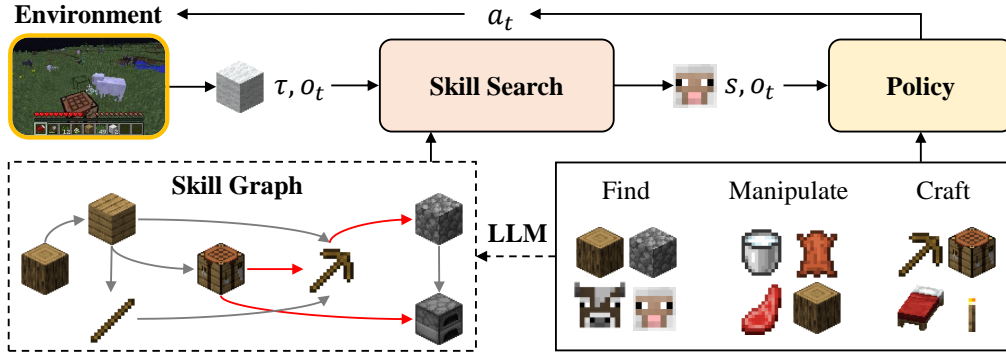 Environment
a_t
τ, o_t
Skill Search
s, o_t
Policy
Skill Graph
LLM
Find
Manipulate
Craft